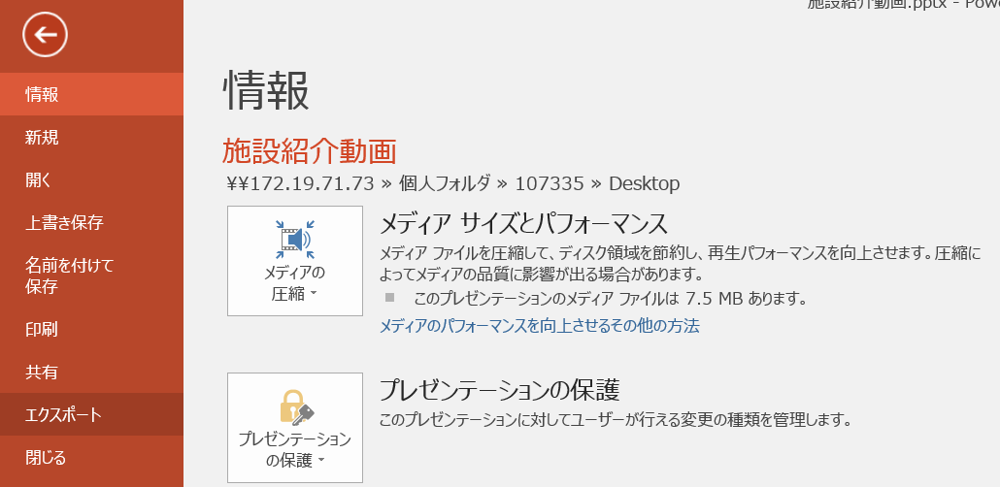 施設紹介動画.pptx - Powe
情報
新規
開く
上書き保存
名前を付けて
保存
印刷
共有
エクスポート
閉じる
情報
施設紹介動画
¥¥172.19.71.73 » 個人フォルダ » 107335 » Desktop
メディアの
圧縮
メディア サイズとパフォーマンス
メディア ファイルを圧縮して、ディスク領域を節約し、再生パフォーマンスを向上させます。圧縮に
よってメディアの品質に影響が出る場合があります。
このプレゼンテーションのメディア ファイルは 7.5 MB あります。
メディアのパフォーマンスを向上させるその他の方法
プレゼンテーション
の保護
プレゼンテーションの保護
このプレゼンテーションに対してユーザーが行える変更の種類を管理します。